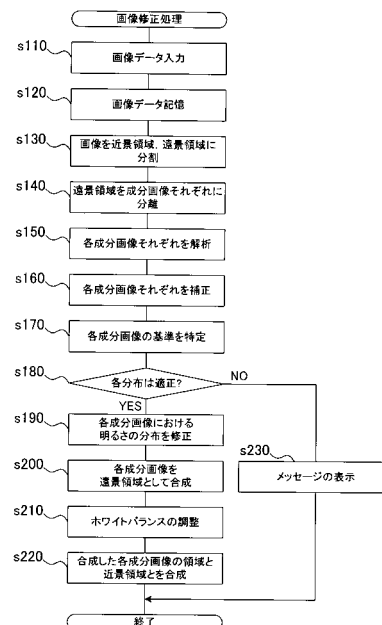 画像修正処理
s110
画像データ入力
s120
画像データ記憶
s130
画像を近景領域，遠景領域に
分割
s140
遠景領域を成分画像それぞれに
分離
s150
各成分画像それぞれを解析
s160
各成分画像それぞれを補正
s170
各成分画像の基準を特定
s180
各分布は適正?
NO
YES
s190
各成分画像における
明るさの分布を修正
s200
各成分画像を
遠景領域として合成
s230
メッセージの表示
s210
ホワイトバランスの調整
s220
合成した各成分画像の領域と
近景領域とを合成
終了